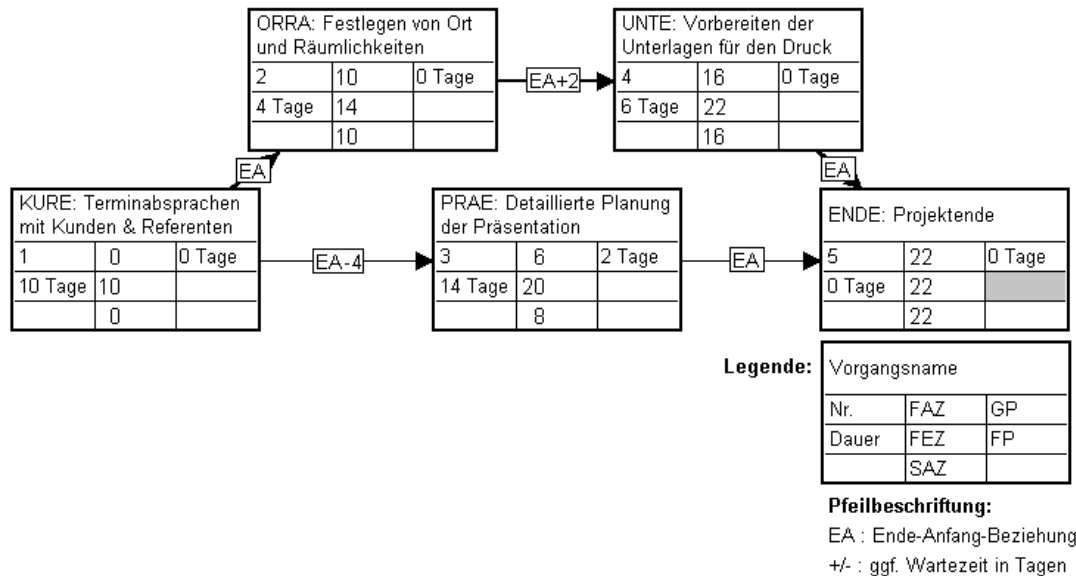 ORRA: Festlegen von Ort
und Räumlichkeiten
2 10 0 Tage
4 Tage 14
10
EA+2
UNTE: Vorbereiten der
Unterlagen für den Druck
4 16 0 Tage
6 Tage 22
16
EA
EA
KURE: Terminabsprachen
mit Kunden & Referenten
1 0 0 Tage
10 Tage 10
0
EA-4
PRAE: Detaillierte Planung
der Präsentation
3 6 2 Tage
14 Tage 20
8
EA
ENDE: Projektende
5 22 0 Tage
0 Tage 22
22
Legende:
Vorgangsname
Nr. FAZ GP
Dauer FEZ FP
SAZ
Pfeilbeschriftung:
EA : Ende-Anfang-Beziehung
+/- : ggf. Wartezeit in Tagen